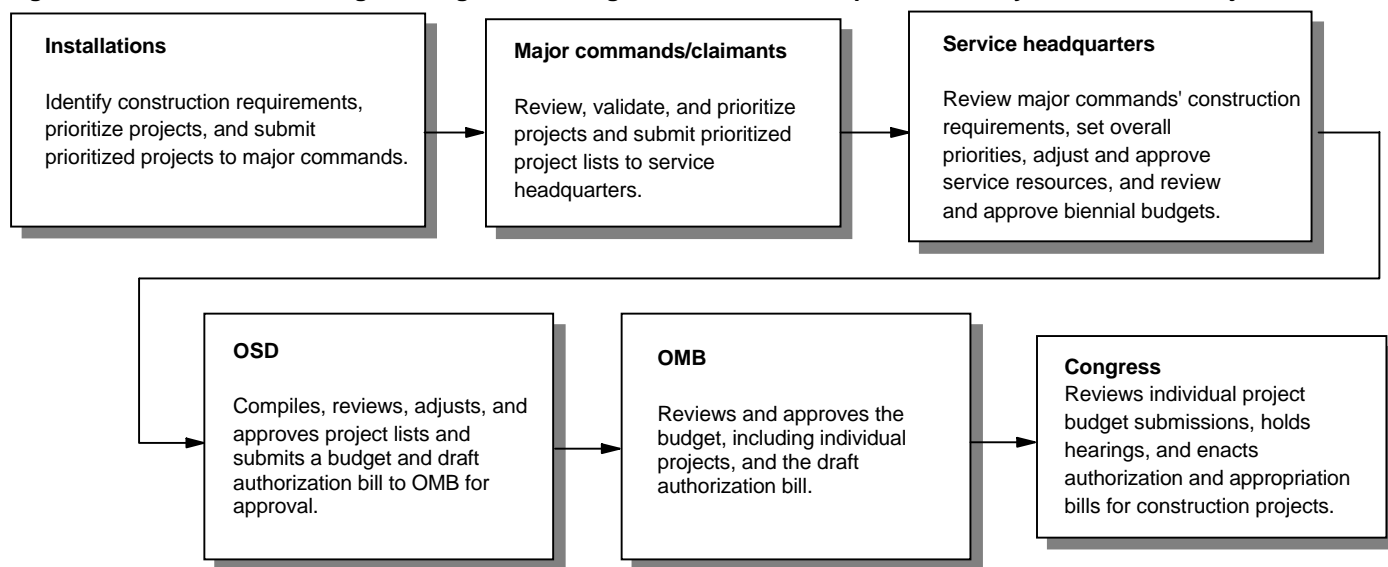 Installations
Identify construction requirements,
prioritize projects, and submit
prioritized projects to major commands.
Major commands/claimants
Review, validate, and prioritize
projects and submit prioritized
project lists to service
headquarters.
Service headquarters
Review major commands' construction
requirements, set overall
priorities, adjust and approve
service resources, and review
and approve biennial budgets.
OSD
Compiles, reviews, adjusts, and
approves project lists and
submits a budget and draft
authorization bill to OMB for
approval.
OMB
Reviews and approves the
budget, including individual
projects, and the draft
authorization bill.
Congress
Reviews individual project
budget submissions, holds
hearings, and enacts
authorization and appropriation
bills for construction projects.